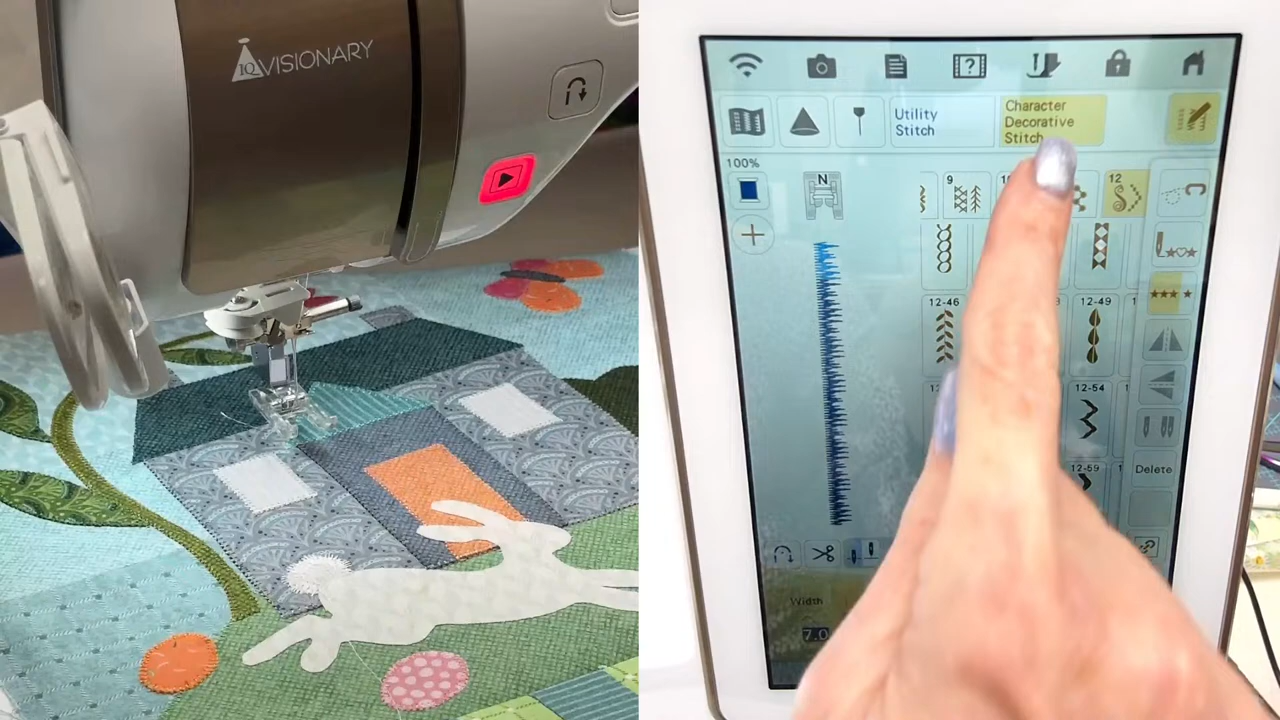 IQ VISIONARY
Utility
Stitch
Character
Decorative
Stitch
100%
N
9
12
12-46
12-49
12-54
12-59
Delete
Width
7.0